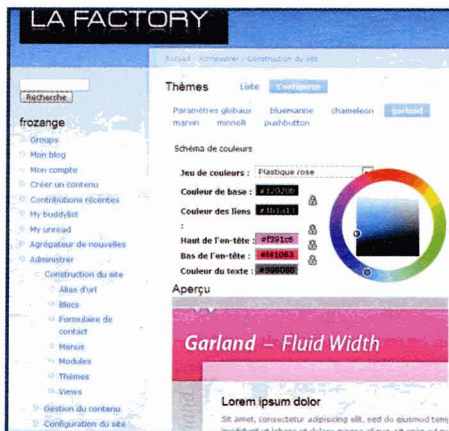 LA FACTORY
Accueil › Administrer › Construction du site
Recherche
frozange
Groups
Mon blog
Mon compte
Créer un contenu
Contributions récentes
My buddylist
My unread
Agrégateur de nouvelles
Administrer
Construction du site
Alias d'url
Blocs
Formulaire de
contact
Menus
Modules
Thèmes
Views
Gestion du contenu
Configuration du site
Thèmes Liste Configurer
Paramètres globaux bluemarine chameleon garland
marvin minnelli pushbutton
Schéma de couleurs
Jeu de couleurs : Plastique rose
Couleur de base :
Couleur des liens
:
Haut de l'en-tête : #f391c6
Bas de l'en-tête : #f41063
Couleur du texte : #898080
Aperçu
Garland – Fluid Width
Lorem ipsum dolor
Sit amet, consectetur adipisicing elit, sed do eiusmod temp